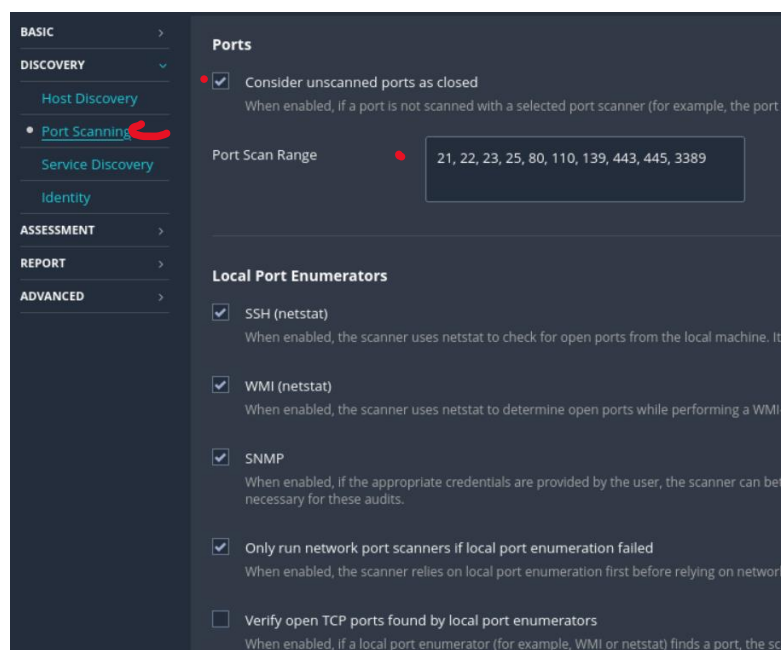 BASIC
DISCOVERY
Host Discovery
Port Scanning
Service Discovery
Identity
ASSESSMENT
REPORT
ADVANCED
Ports
Consider unscanned ports as closed
When enabled, if a port is not scanned with a selected port scanner (for example, the port
Port Scan Range
21, 22, 23, 25, 80, 110, 139, 443, 445, 3389
Local Port Enumerators
SSH (netstat)
When enabled, the scanner uses netstat to check for open ports from the local machine. It
WMI (netstat)
When enabled, the scanner uses netstat to determine open ports while performing a WMI
SNMP
When enabled, if the appropriate credentials are provided by the user, the scanner can bet
necessary for these audits.
Only run network port scanners if local port enumeration failed
When enabled, the scanner relies on local port enumeration first before relying on network
Verify open TCP ports found by local port enumerators
When enabled, if a local port enumerator (for example, WMI or netstat) finds a port, the sc